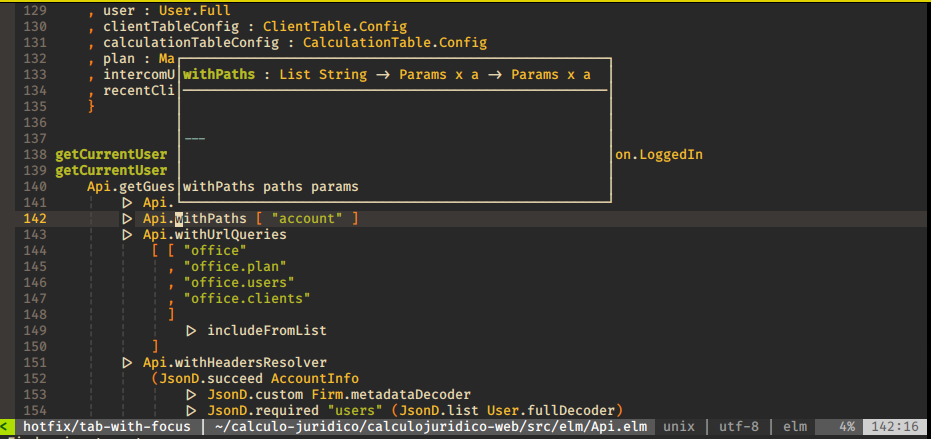 129 , user : User.Full
130 , clientTableConfig : ClientTable.Config
131 , calculationTableConfig : CalculationTable.Config
132 , plan : Ma
133 , intercomU
134 , recentCli
135 }
136
137
138 getCurrentUser on.LoggedIn
139 getCurrentUser
140 Api.getGues
141 ▷ Api.
withPaths : List String → Params x a → Params x a
---
withPaths paths params
142 ▷ Api.withPaths [ "account" ]
143 ▷ Api.withUrlQueries
144 [ [ "office"
145 , "office.plan"
146 , "office.users"
147 , "office.clients"
148 ]
149 ▷ includeFromList
150 ]
151 ▷ Api.withHeadersResolver
152 (JsonD.succeed AccountInfo
153 ▷ JsonD.custom Firm.metadataDecoder
154 ▷ JsonD.required "users" (JsonD.list User.fullDecoder)
< hotfix/tab-with-focus | ~/calculo-juridico/calculojuridico-web/src/elm/Api.elm unix | utf-8 | elm 4% 142:16